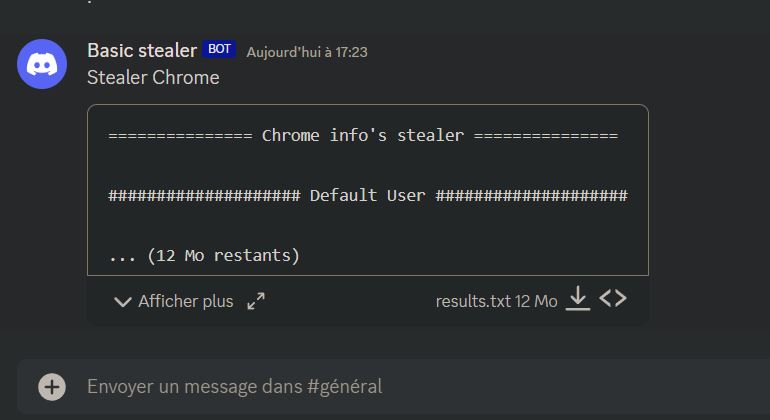 Basic stealer BOT Aujourd'hui à 17:23
Stealer Chrome
=============== Chrome info's stealer ===============
#################### Default User ####################
... (12 Mo restants)
Afficher plus results.txt 12 Mo
Envoyer un message dans #général